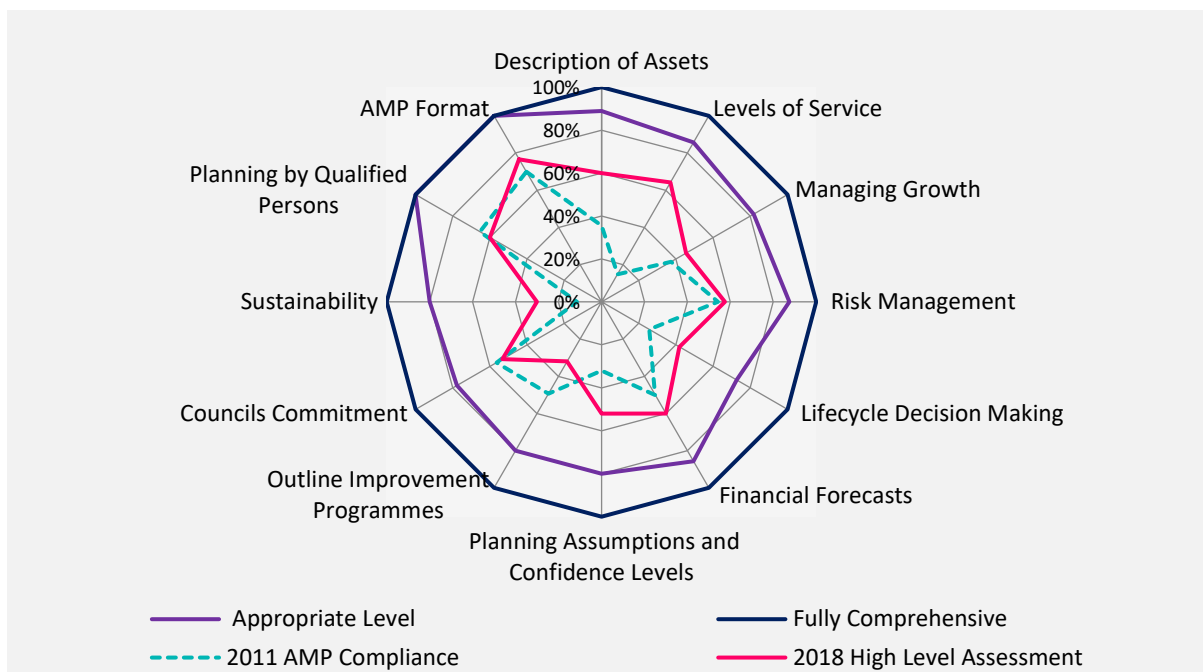 Description of Assets
100%
AMP Format
Levels of Service
80%
Planning by Qualified
Persons
60%
Managing Growth
40%
20%
Sustainability
0%
Risk Management
Councils Commitment
Lifecycle Decision Making
Outline Improvement
Programmes
Financial Forecasts
Planning Assumptions and
Confidence Levels
Appropriate Level
Fully Comprehensive
2011 AMP Compliance
2018 High Level Assessment